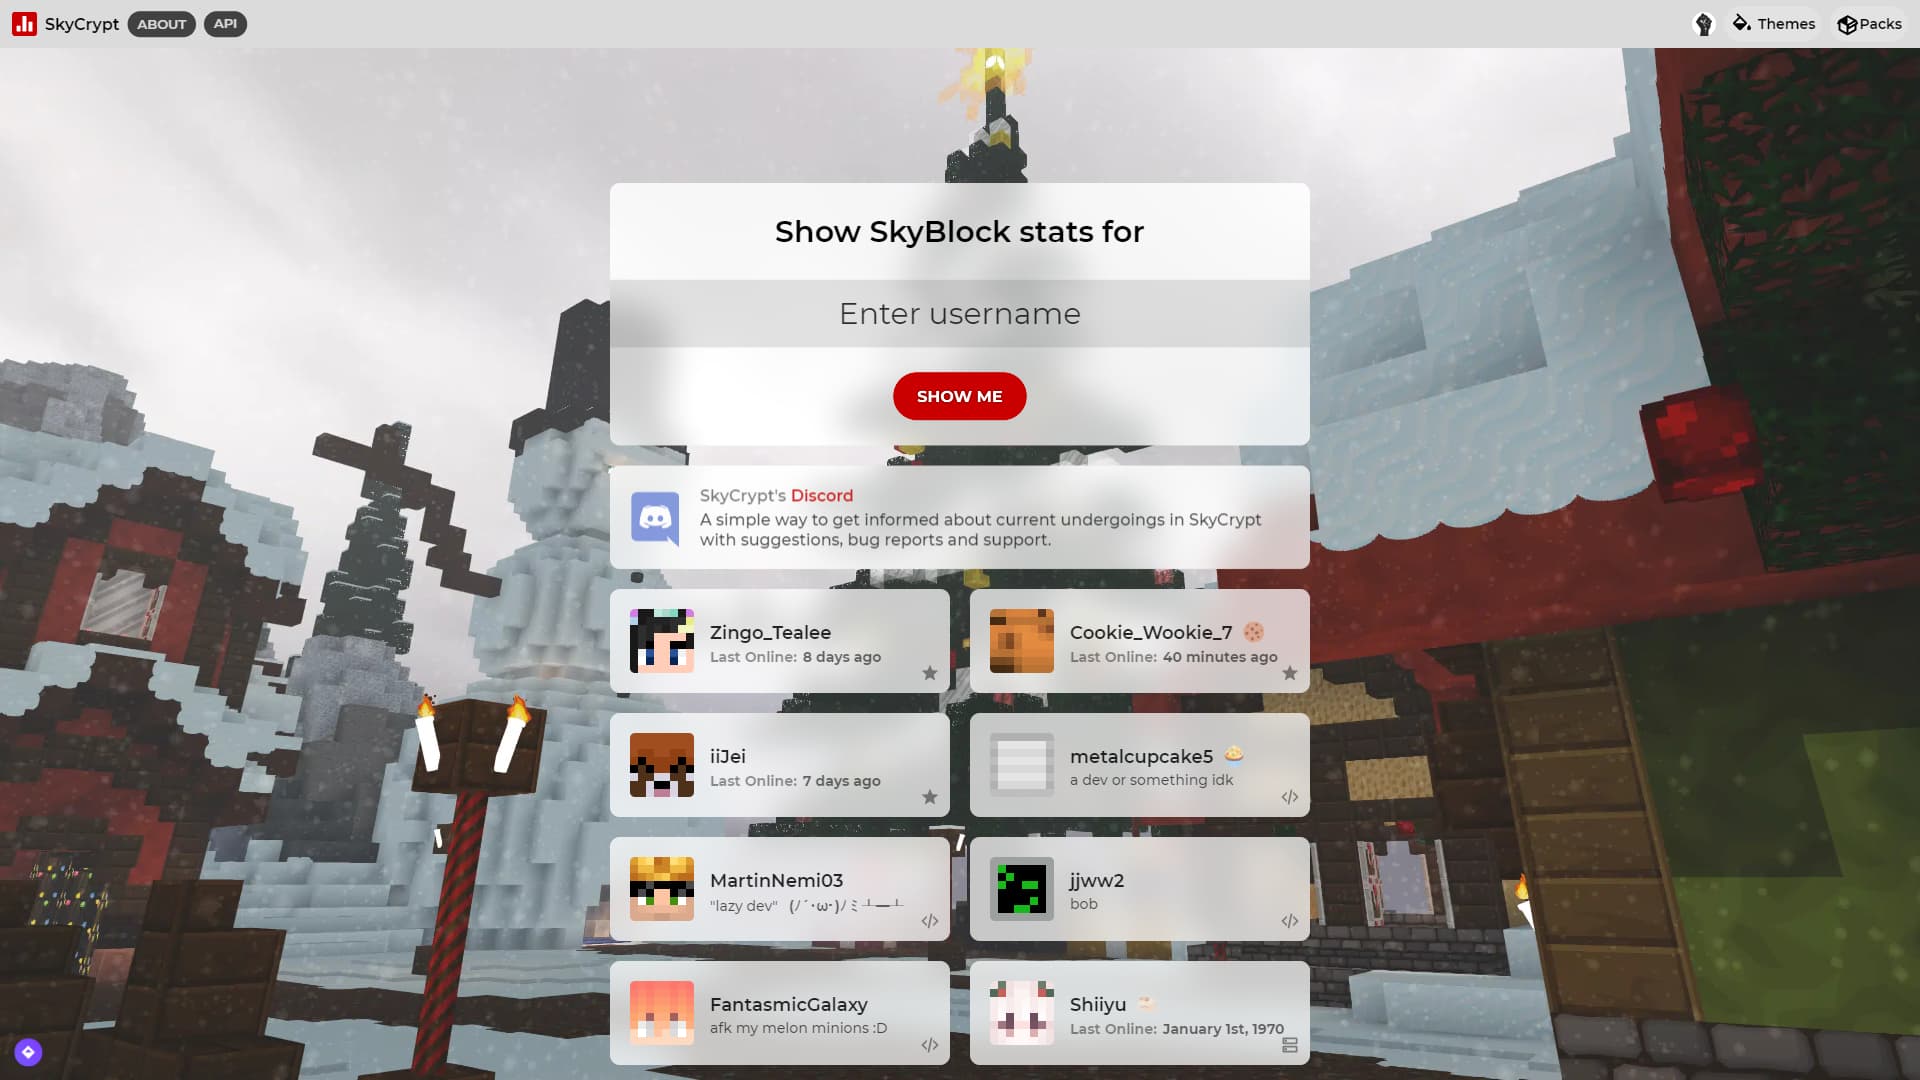 SkyCrypt ABOUT API Themes Packs
Show SkyBlock stats for
Enter username
SHOW ME
SkyCrypt's Discord
A simple way to get informed about current undergoings in SkyCrypt
with suggestions, bug reports and support.
Zingo_Tealee
Last Online: 8 days ago
Cookie_Wookie_7
Last Online: 40 minutes ago
iiJei
Last Online: 7 days ago
metalcupcake5
a dev or something idk
MartinNemi03
"lazy dev" (ﾉ´･ω･)ﾉ ﾐ ┸━┸
jjww2
bob
FantasmicGalaxy
afk my melon minions :D
Shiiyu
Last Online: January 1st, 1970